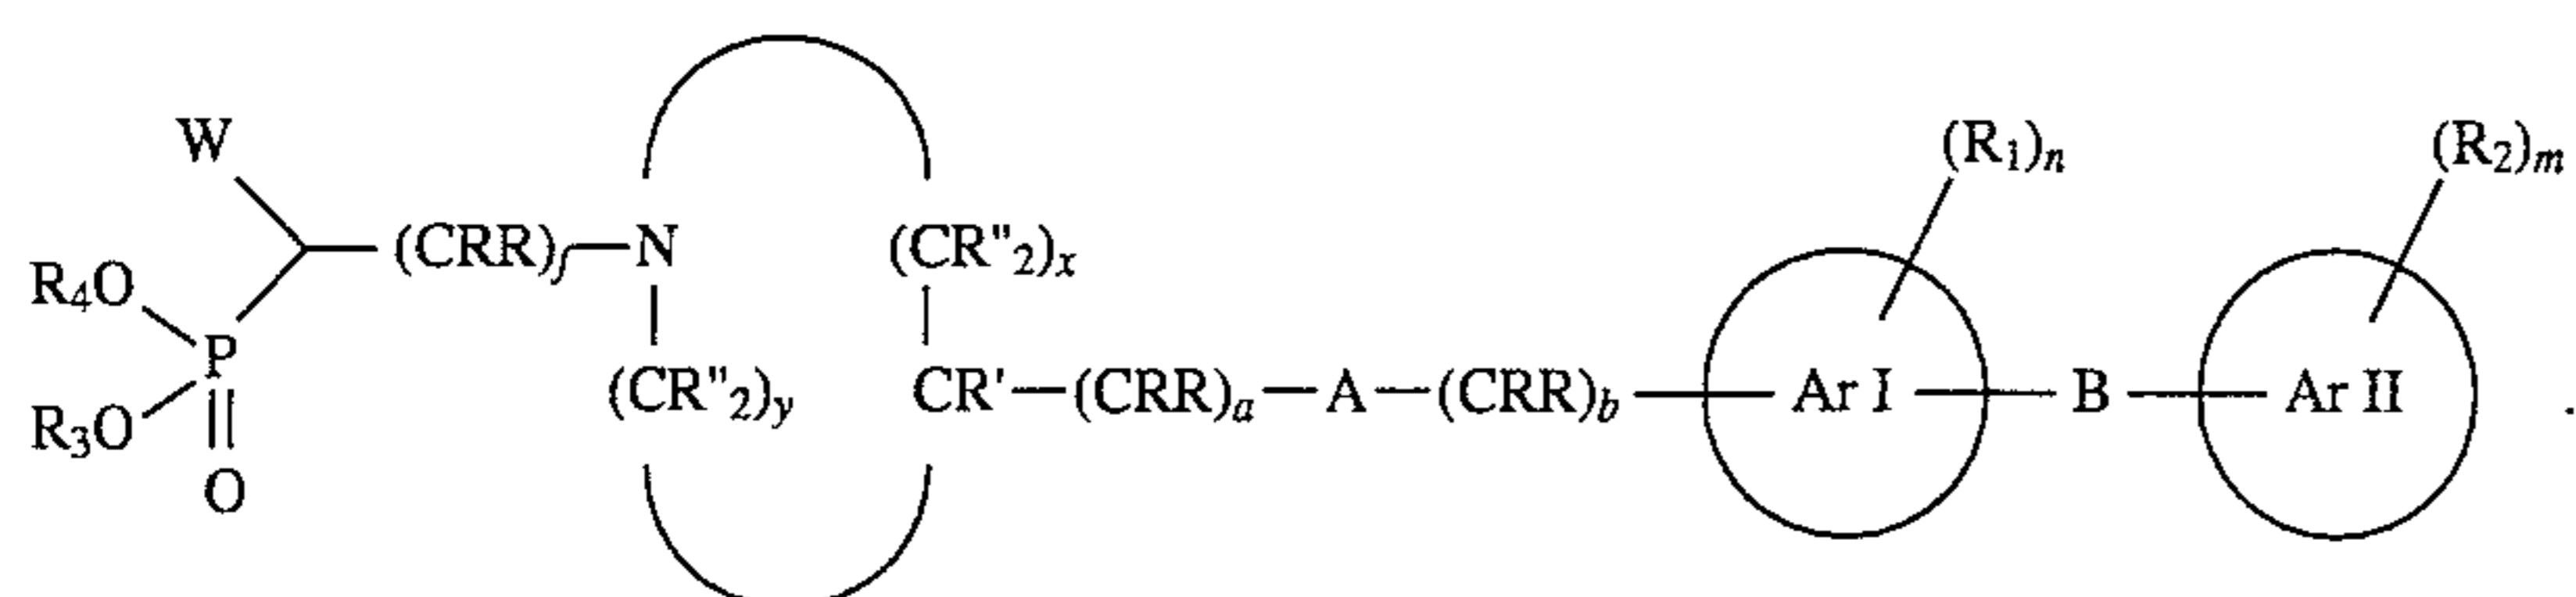 W (R₁)ₙ (R₂)ₘ
R₄O (CRR)ⱼ—N (CR"₂)ₓ
P
R₃O (CR"₂)ᵧ CR'—(CRR)ₐ—A—(CRR)b Ar I—B—Ar II .
O